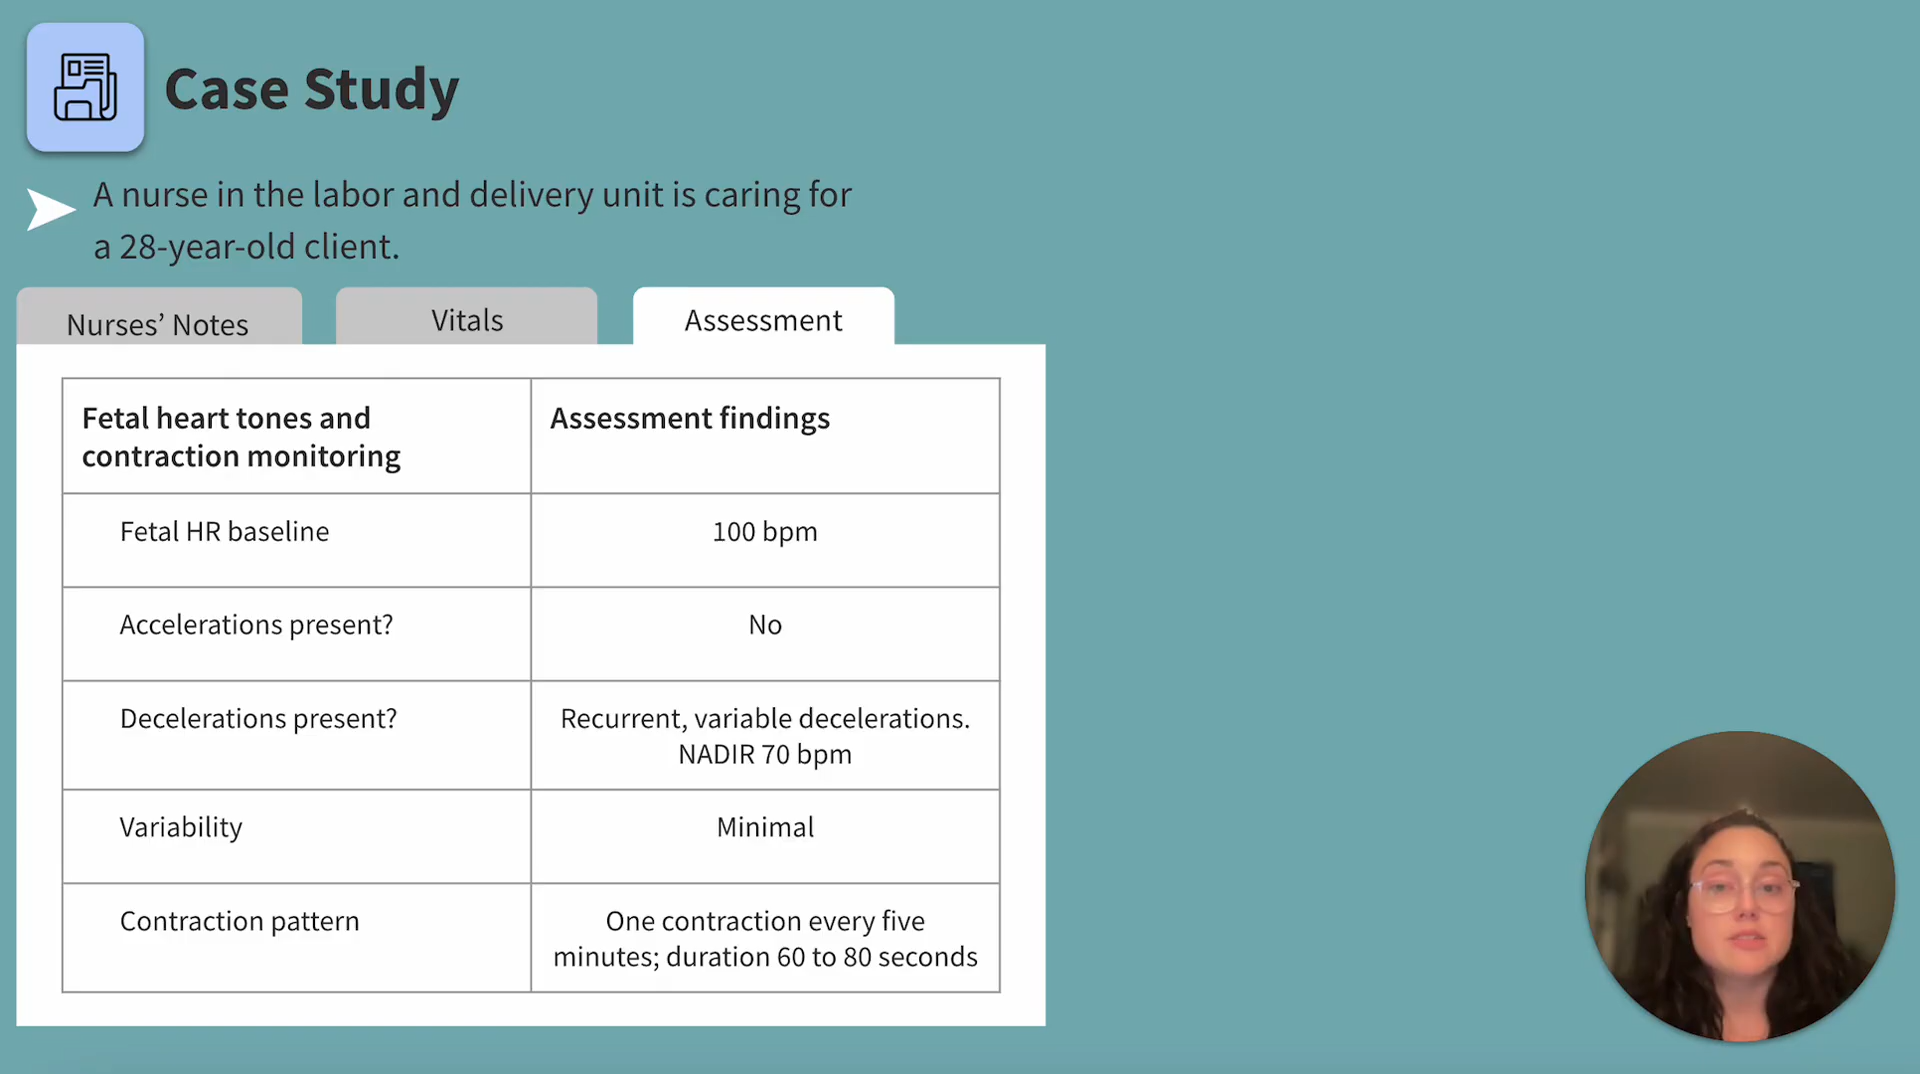 Case Study
A nurse in the labor and delivery unit is caring for
a 28-year-old client.
Nurses’ Notes
Vitals
Assessment
Fetal heart tones and
contraction monitoring
Assessment findings
Fetal HR baseline
100 bpm
Accelerations present?
No
Decelerations present?
Recurrent, variable decelerations.
NADIR 70 bpm
Variability
Minimal
Contraction pattern
One contraction every five
minutes; duration 60 to 80 seconds